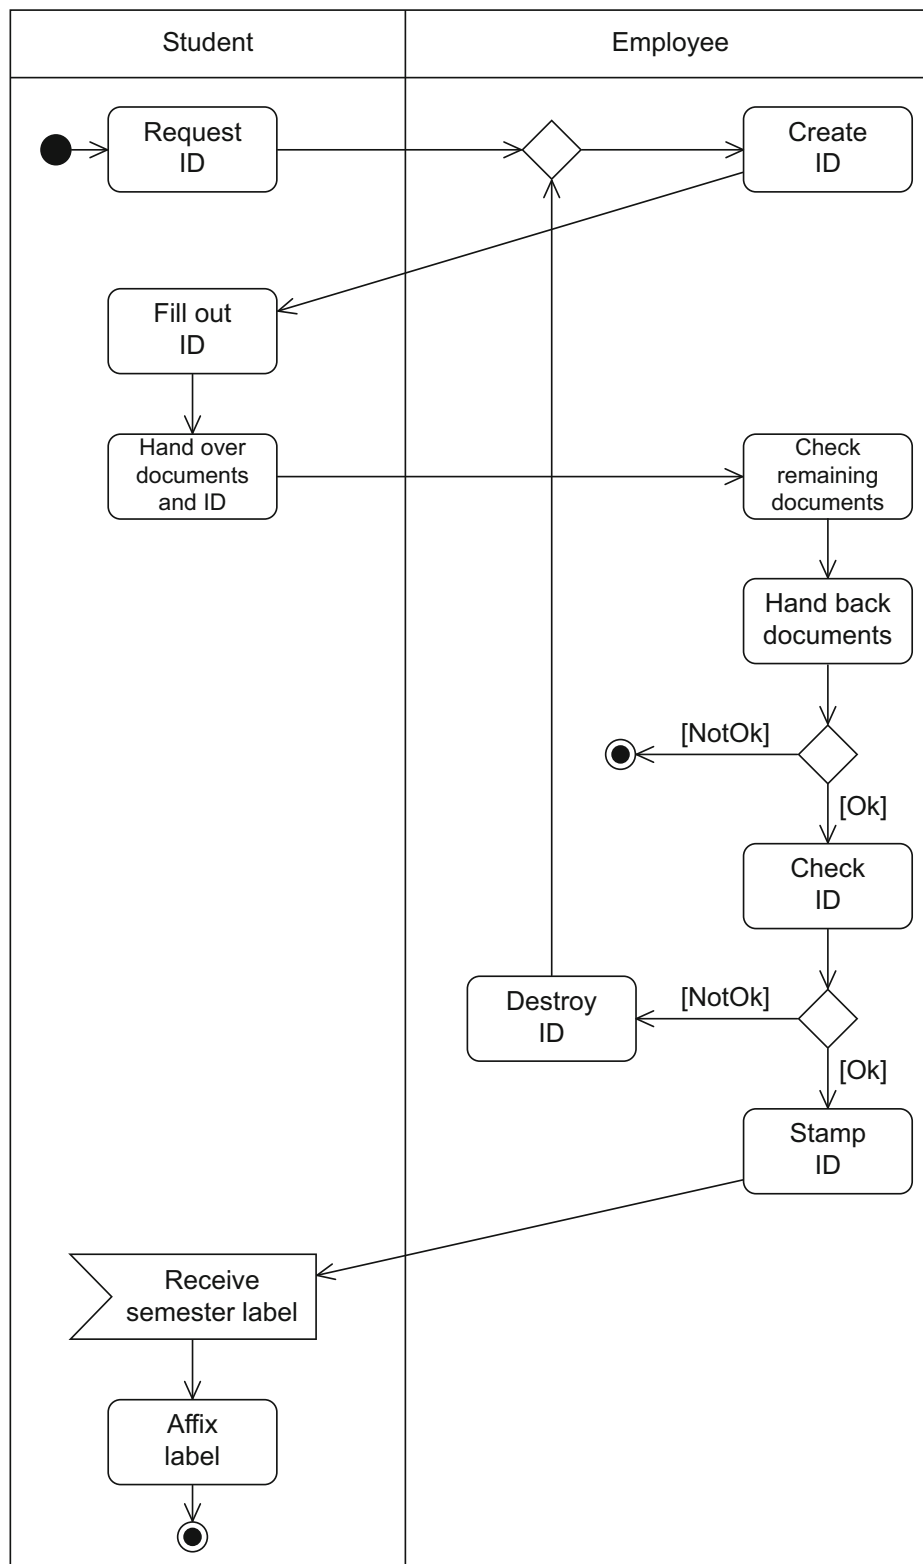 Student
Employee
Request
ID
Create
ID
Fill out
ID
Hand over
documents
and ID
Check
remaining
documents
Hand back
documents
[NotOk]
[Ok]
Check
ID
Destroy
ID
[NotOk]
[Ok]
Stamp
ID
Receive
semester label
Affix
label